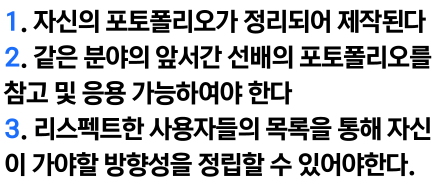 1. 자신의 포토폴리오가 정리되어 제작된다
2. 같은 분야의 앞서간 선배의 포토폴리오를
참고 및 응용 가능하여야 한다
3. 리스펙트한 사용자들의 목록을 통해 자신
이 가야할 방향성을 정립할 수 있어야한다.